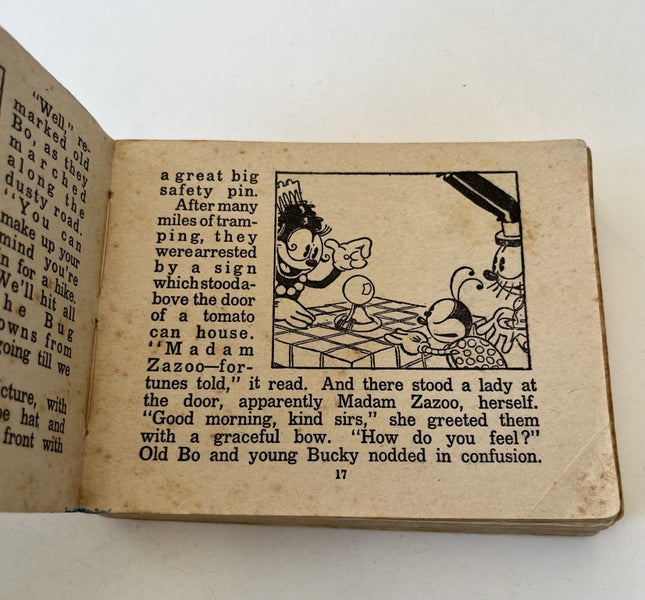 "Well," re-
marked old
Bo, as they
marched
along the
dusty road.
"You can
make up your
mind you're
n for a hike.
We'll hit all
he Bug
owns from
going till we
cture, with
pe hat and
front with
a great big
safety pin.
After many
miles of tram-
ping, they
were arrested
by a sign
which stood a-
bove the door
of a tomato
can house.
"Madam
Zazoo—for-
tunes told," it read. And there stood a lady at
the door, apparently Madam Zazoo, herself.
"Good morning, kind sirs," she greeted them
with a graceful bow. "How do you feel?"
Old Bo and young Bucky nodded in confusion.
17